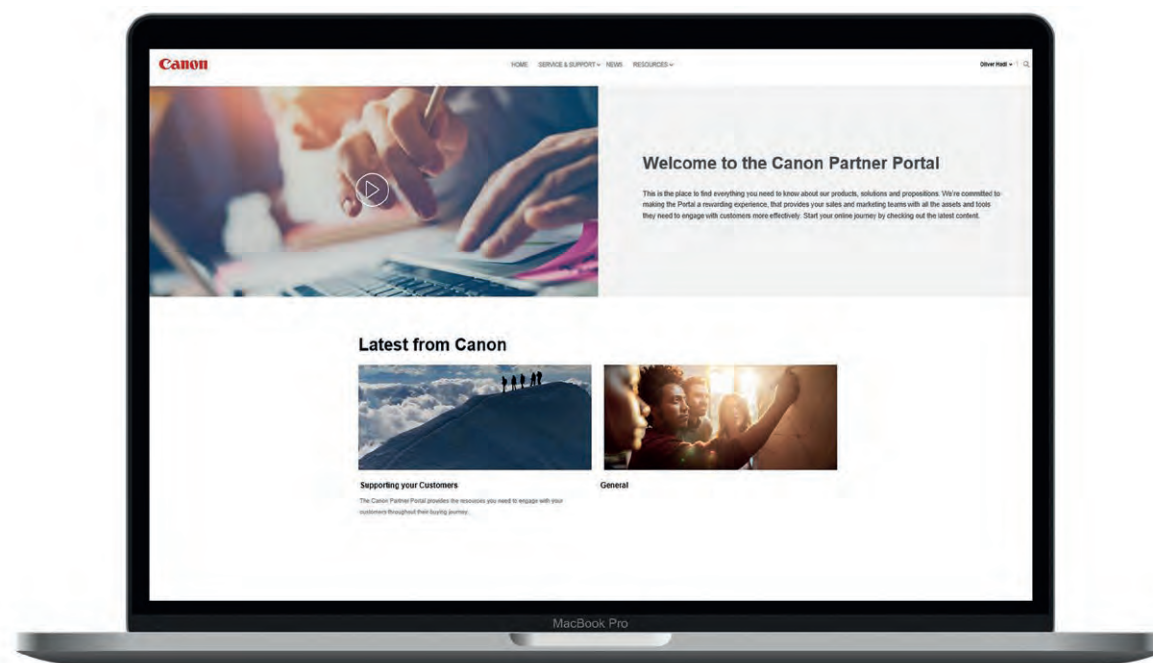 Canon
HOME SERVICE & SUPPORT NEWS RESOURCES
Oliver Hadi
Welcome to the Canon Partner Portal
This is the place to find everything you need to know about our products, solutions and propositions. We're committed to
making the Portal a rewarding experience, that provides your sales and marketing teams with all the assets and tools
they need to engage with customers more effectively. Start your online journey by checking out the latest content.
Latest from Canon
Supporting your Customers
General
The Canon Partner Portal provides the resources you need to engage with your
customers throughout their buying journey.
MacBook Pro